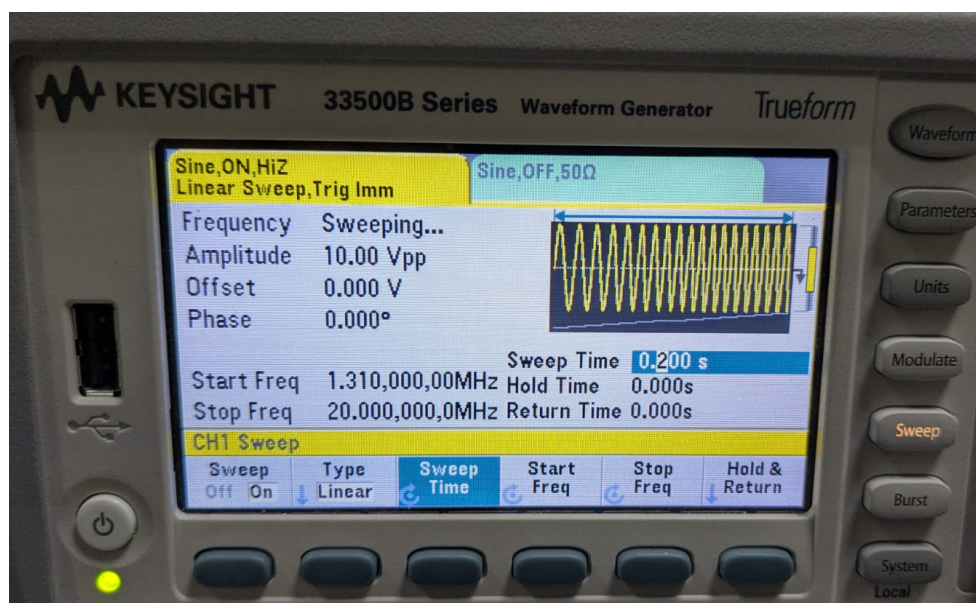 KEYSIGHT 33500B Series Waveform Generator Trueform
Sine,ON,HiZ
Linear Sweep,Trig Imm
Sine,OFF,50Ω
Frequency Sweeping...
Amplitude 10.00 Vpp
Offset 0.000 V
Phase 0.000°
Sweep Time 0.200 s
Start Freq 1.310,000,00MHz Hold Time 0.000s
Stop Freq 20.000,000,0MHz Return Time 0.000s
CH1 Sweep
Sweep Off On
Type Linear
Sweep Time
Start Freq
Stop Freq
Hold & Return
Waveform
Parameters
Units
Modulate
Sweep
Burst
System
Local